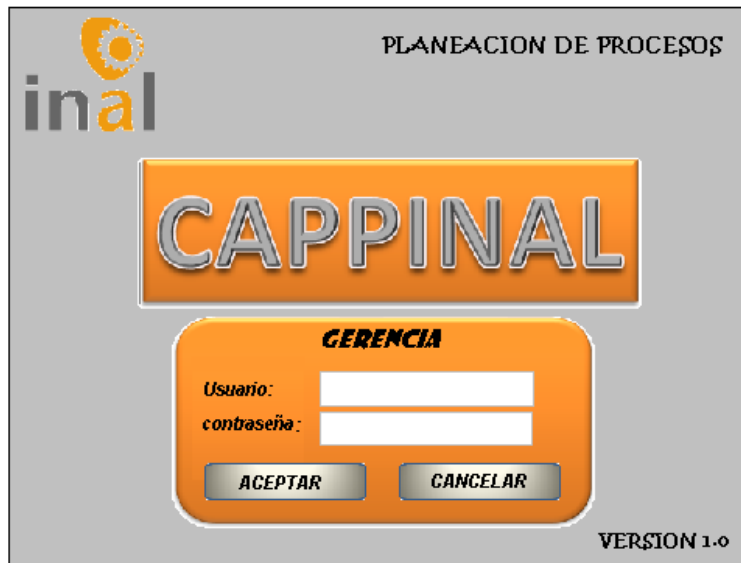 inal
PLANEACION DE PROCESOS
CAPPINAL
GERENCIA
Usuario:
contraseña:
ACEPTAR
CANCELAR
VERSION 1.0